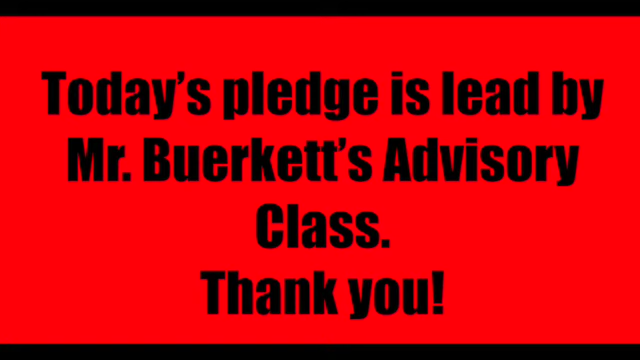 Today’s pledge is lead by
Mr. Buerkett’s Advisory
Class.
Thank you!